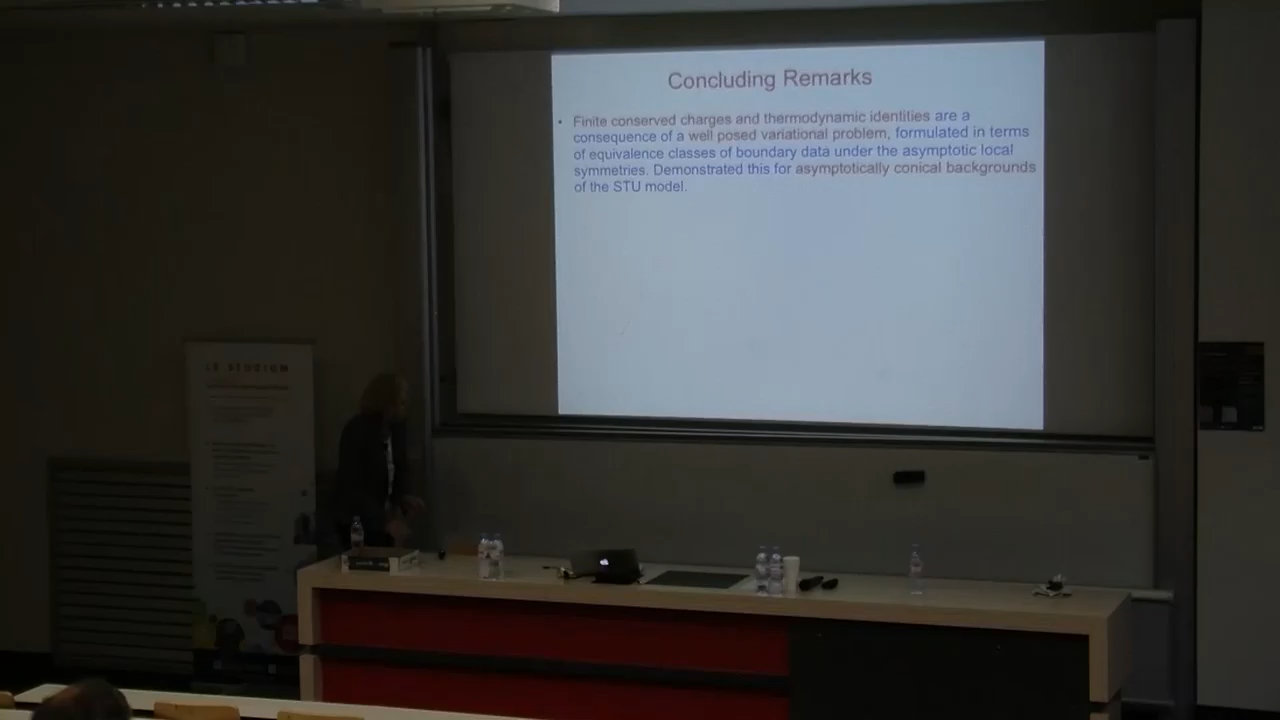 Concluding Remarks
• Finite conserved charges and thermodynamic identities are a
consequence of a well posed variational problem, formulated in terms
of equivalence classes of boundary data under the asymptotic local
symmetries. Demonstrated this for asymptotically conical backgrounds
of the STU model.
LE STUDIUM